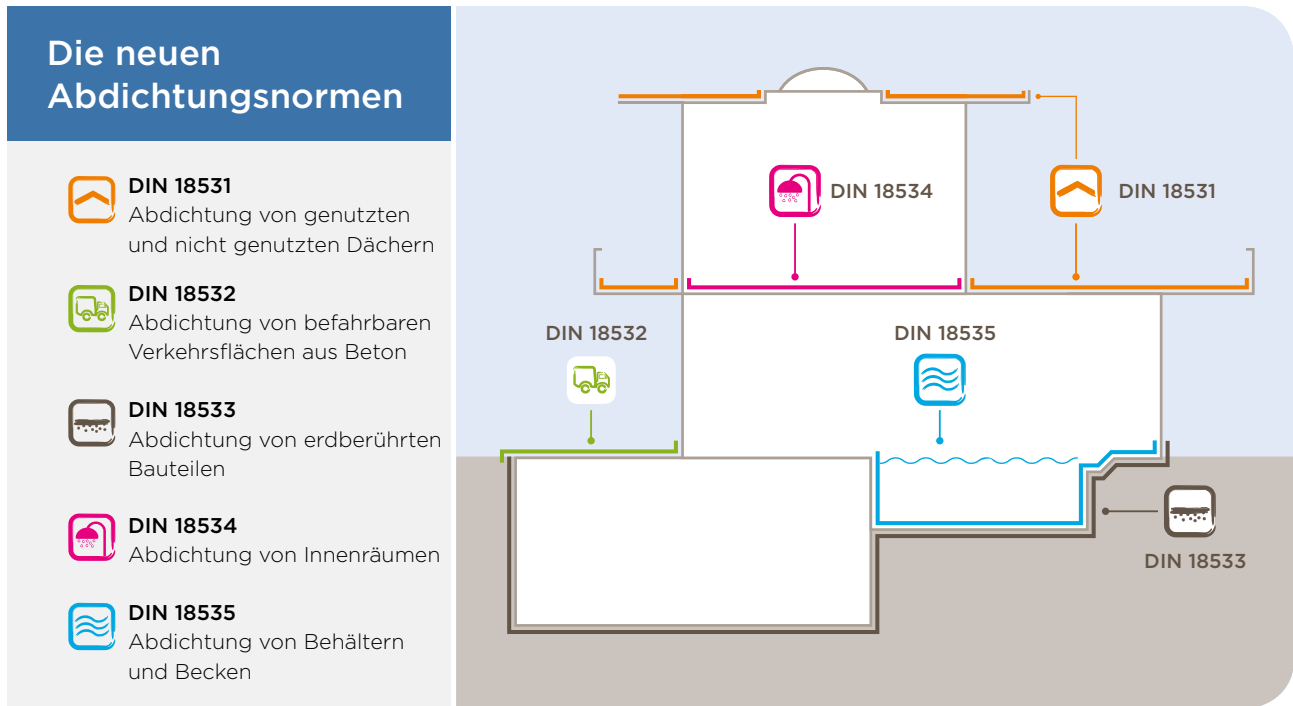 Die neuen
Abdichtungsnormen
DIN 18531
Abdichtung von genutzten
und nicht genutzten Dächern
DIN 18532
Abdichtung von befahrbaren
Verkehrsflächen aus Beton
DIN 18533
Abdichtung von erdberührten
Bauteilen
DIN 18534
Abdichtung von Innenräumen
DIN 18535
Abdichtung von Behältern
und Becken
DIN 18534
DIN 18531
DIN 18532
DIN 18535
DIN 18533